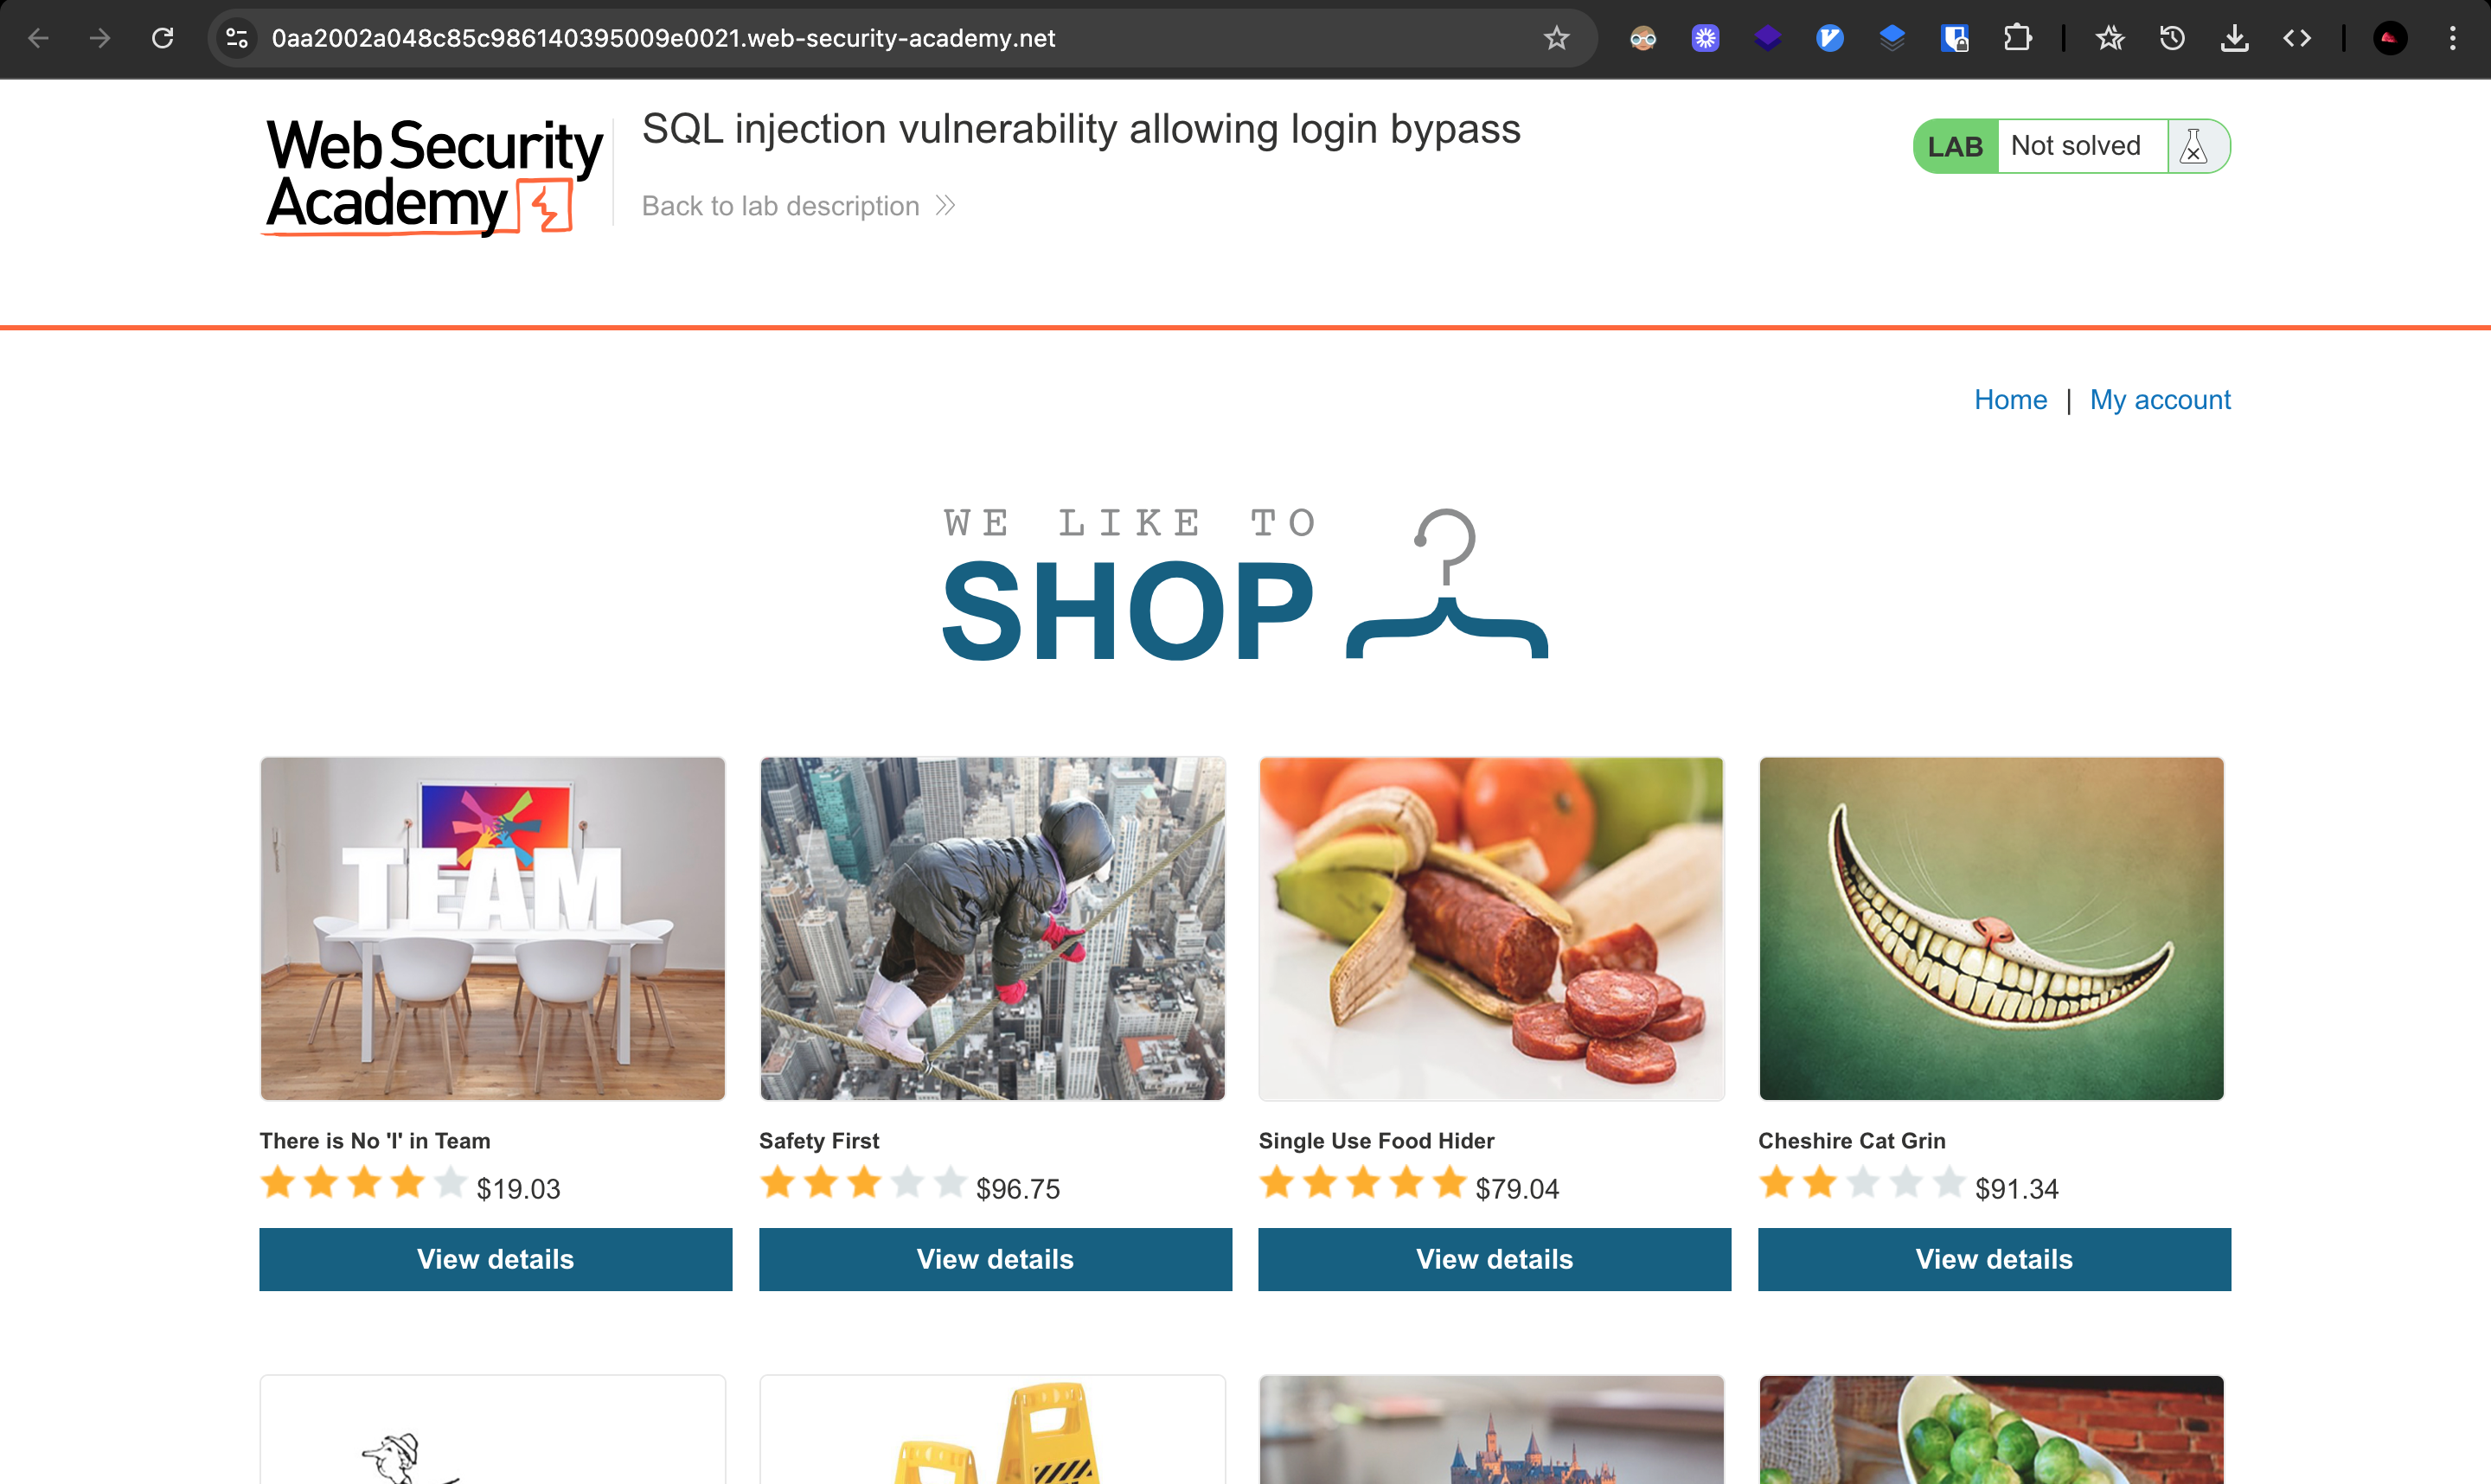 0aa2002a048c85c986140395009e0021.web-security-academy.net
Web Security
Academy
SQL injection vulnerability allowing login bypass
Back to lab description
LAB Not solved
Home | My account
WE LIKE TO
SHOP
TEAM
There is No 'I' in Team
$19.03
View details
Safety First
$96.75
View details
Single Use Food Hider
$79.04
View details
Cheshire Cat Grin
$91.34
View details